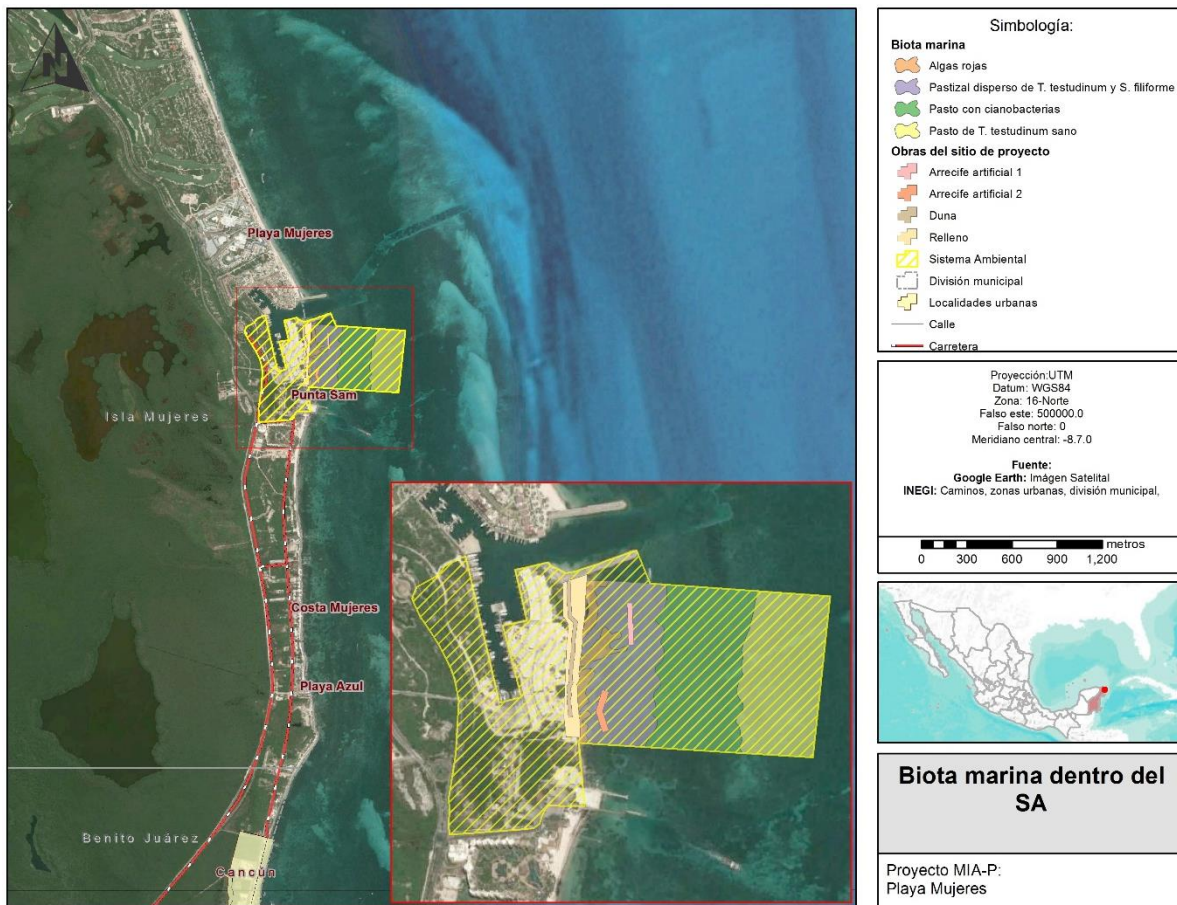 N
Playa Mujeres
Punta Sam
Isla Mujeres
Costa Mujeres
Playa Azul
Benito Juárez
Cancún
Simbología:
Biota marina
Algas rojas
Pastizal disperso de T. testudinum y S. filiforme
Pasto con cianobacterias
Pasto de T. testudinum sano
Obras del sitio de proyecto
Arrecife artificial 1
Arrecife artificial 2
Duna
Relleno
Sistema Ambiental
División municipal
Localidades urbanas
Calle
Carretera
Proyección:UTM
Datum: WGS84
Zona: 16-Norte
Falso este: 500000.0
Falso norte: 0
Meridiano central: -8.7.0
Fuente:
Google Earth: Imágen Satelital
INEGI: Caminos, zonas urbanas, división municipal,
metros
0 300 600 900 1,200
Biota marina dentro del
SA
Proyecto MIA-P:
Playa Mujeres